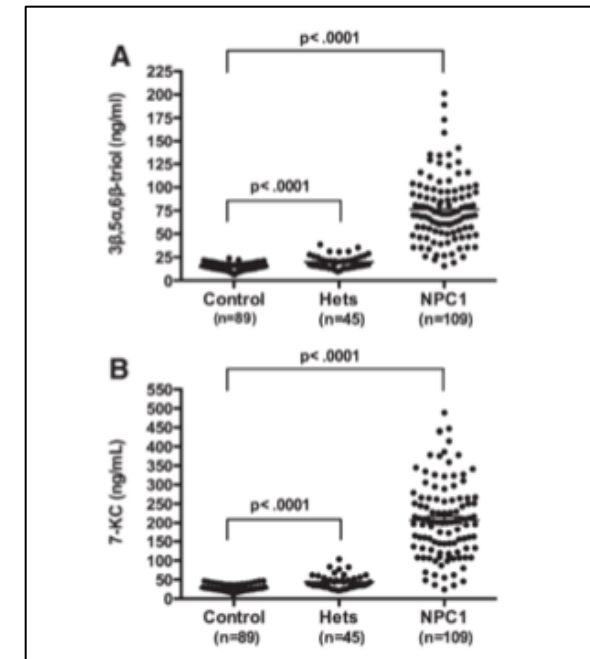 A
p< .0001
3β,5α,6β-triol (ng/ml)
225
200
175
150
125
100
75
50
25
0
p< .0001
Control
Hets
NPC1
(n=89)
(n=45)
(n=109)
B
p< .0001
7-KC (ng/mL)
550
500
450
400
350
300
250
200
150
100
50
0
p< .0001
Control
Hets
NPC1
(n=89)
(n=45)
(n=109)